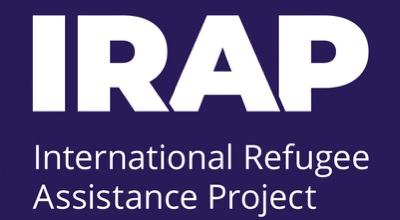 IRAP
International Refugee
Assistance Project